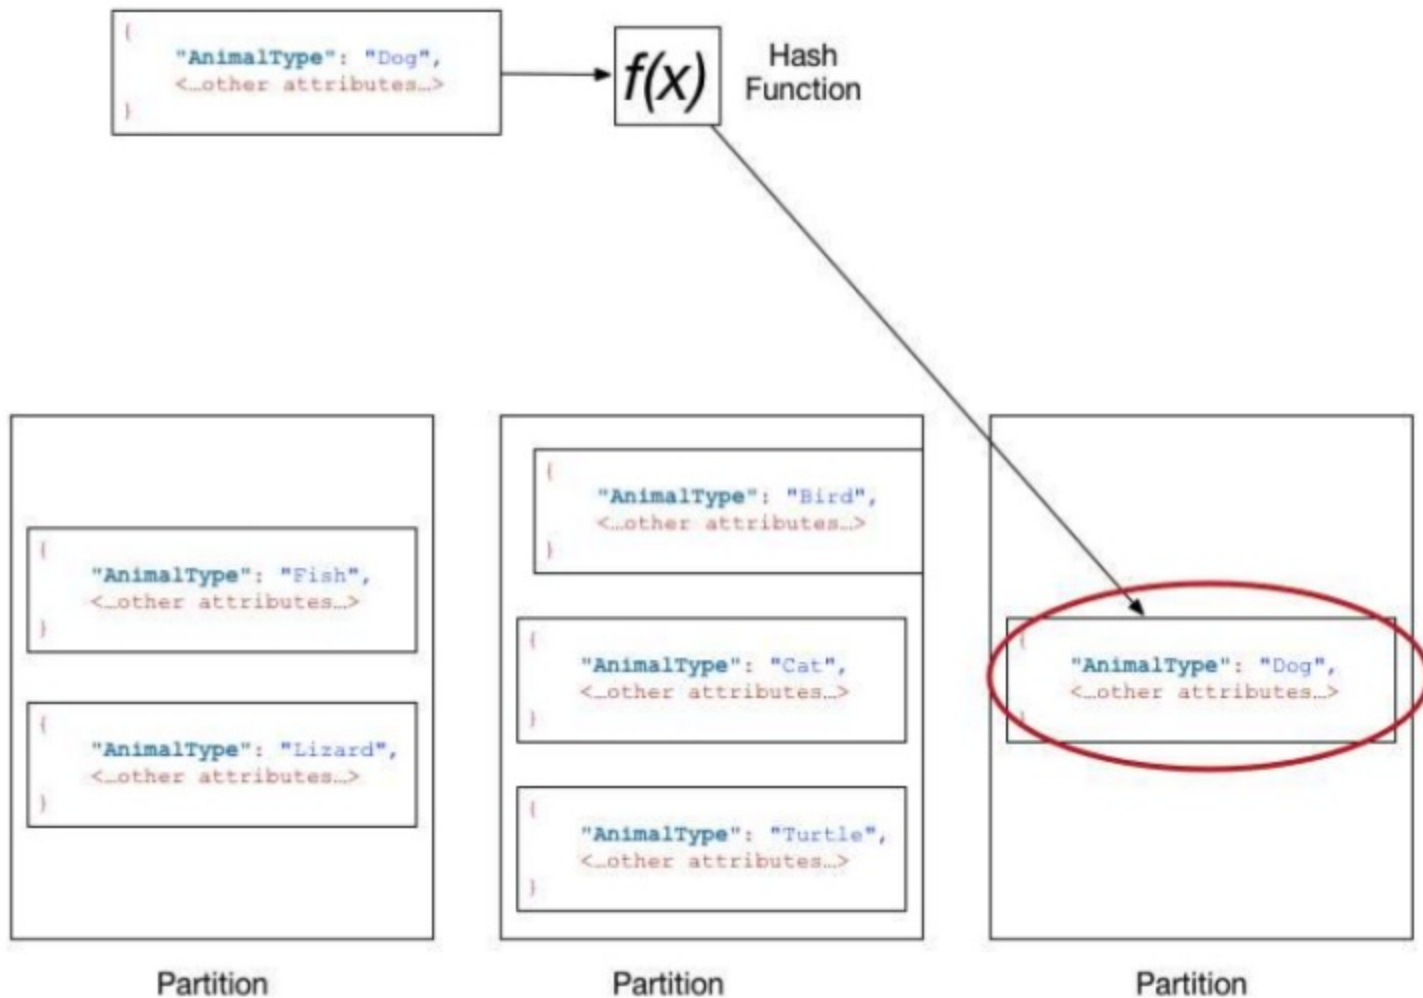 {
"AnimalType": "Dog",
<…other attributes…>
}
f(x)
Hash
Function
{
"AnimalType": "Fish",
<…other attributes…>
}
{
"AnimalType": "Lizard",
<…other attributes…>
}
Partition
{
"AnimalType": "Bird",
<…other attributes…>
}
{
"AnimalType": "Cat",
<…other attributes…>
}
{
"AnimalType": "Turtle",
<…other attributes…>
}
Partition
{
"AnimalType": "Dog",
<…other attributes…>
}
Partition